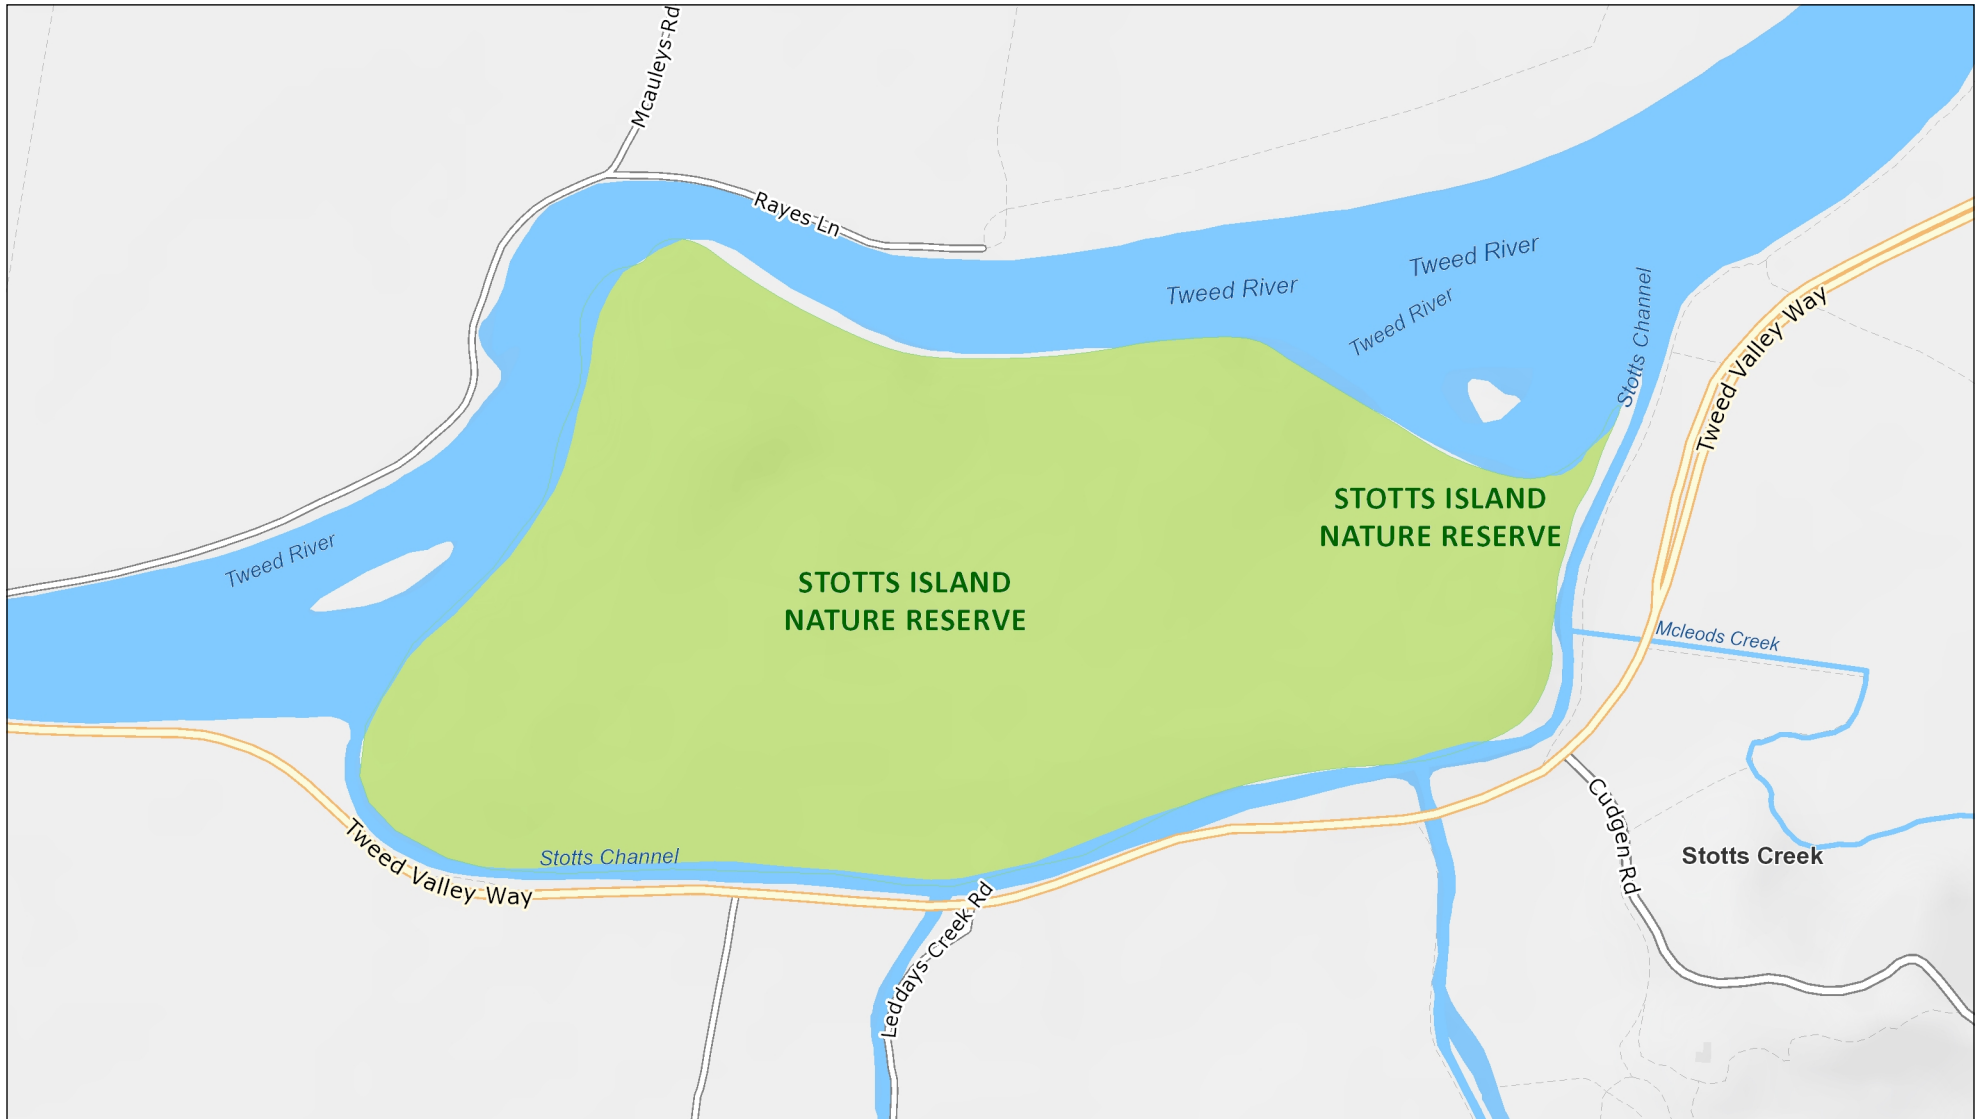 Mcauleys Rd
Rayes Ln
Tweed River
Tweed River
Tweed River
Stotts Channel
Tweed Valley Way
STOTTS ISLAND
NATURE RESERVE
Tweed River
STOTTS ISLAND
NATURE RESERVE
Mcleods Creek
Cudgen Rd
Stotts Creek
Stotts Channel
Tweed Valley Way
Leddays Creek Rd